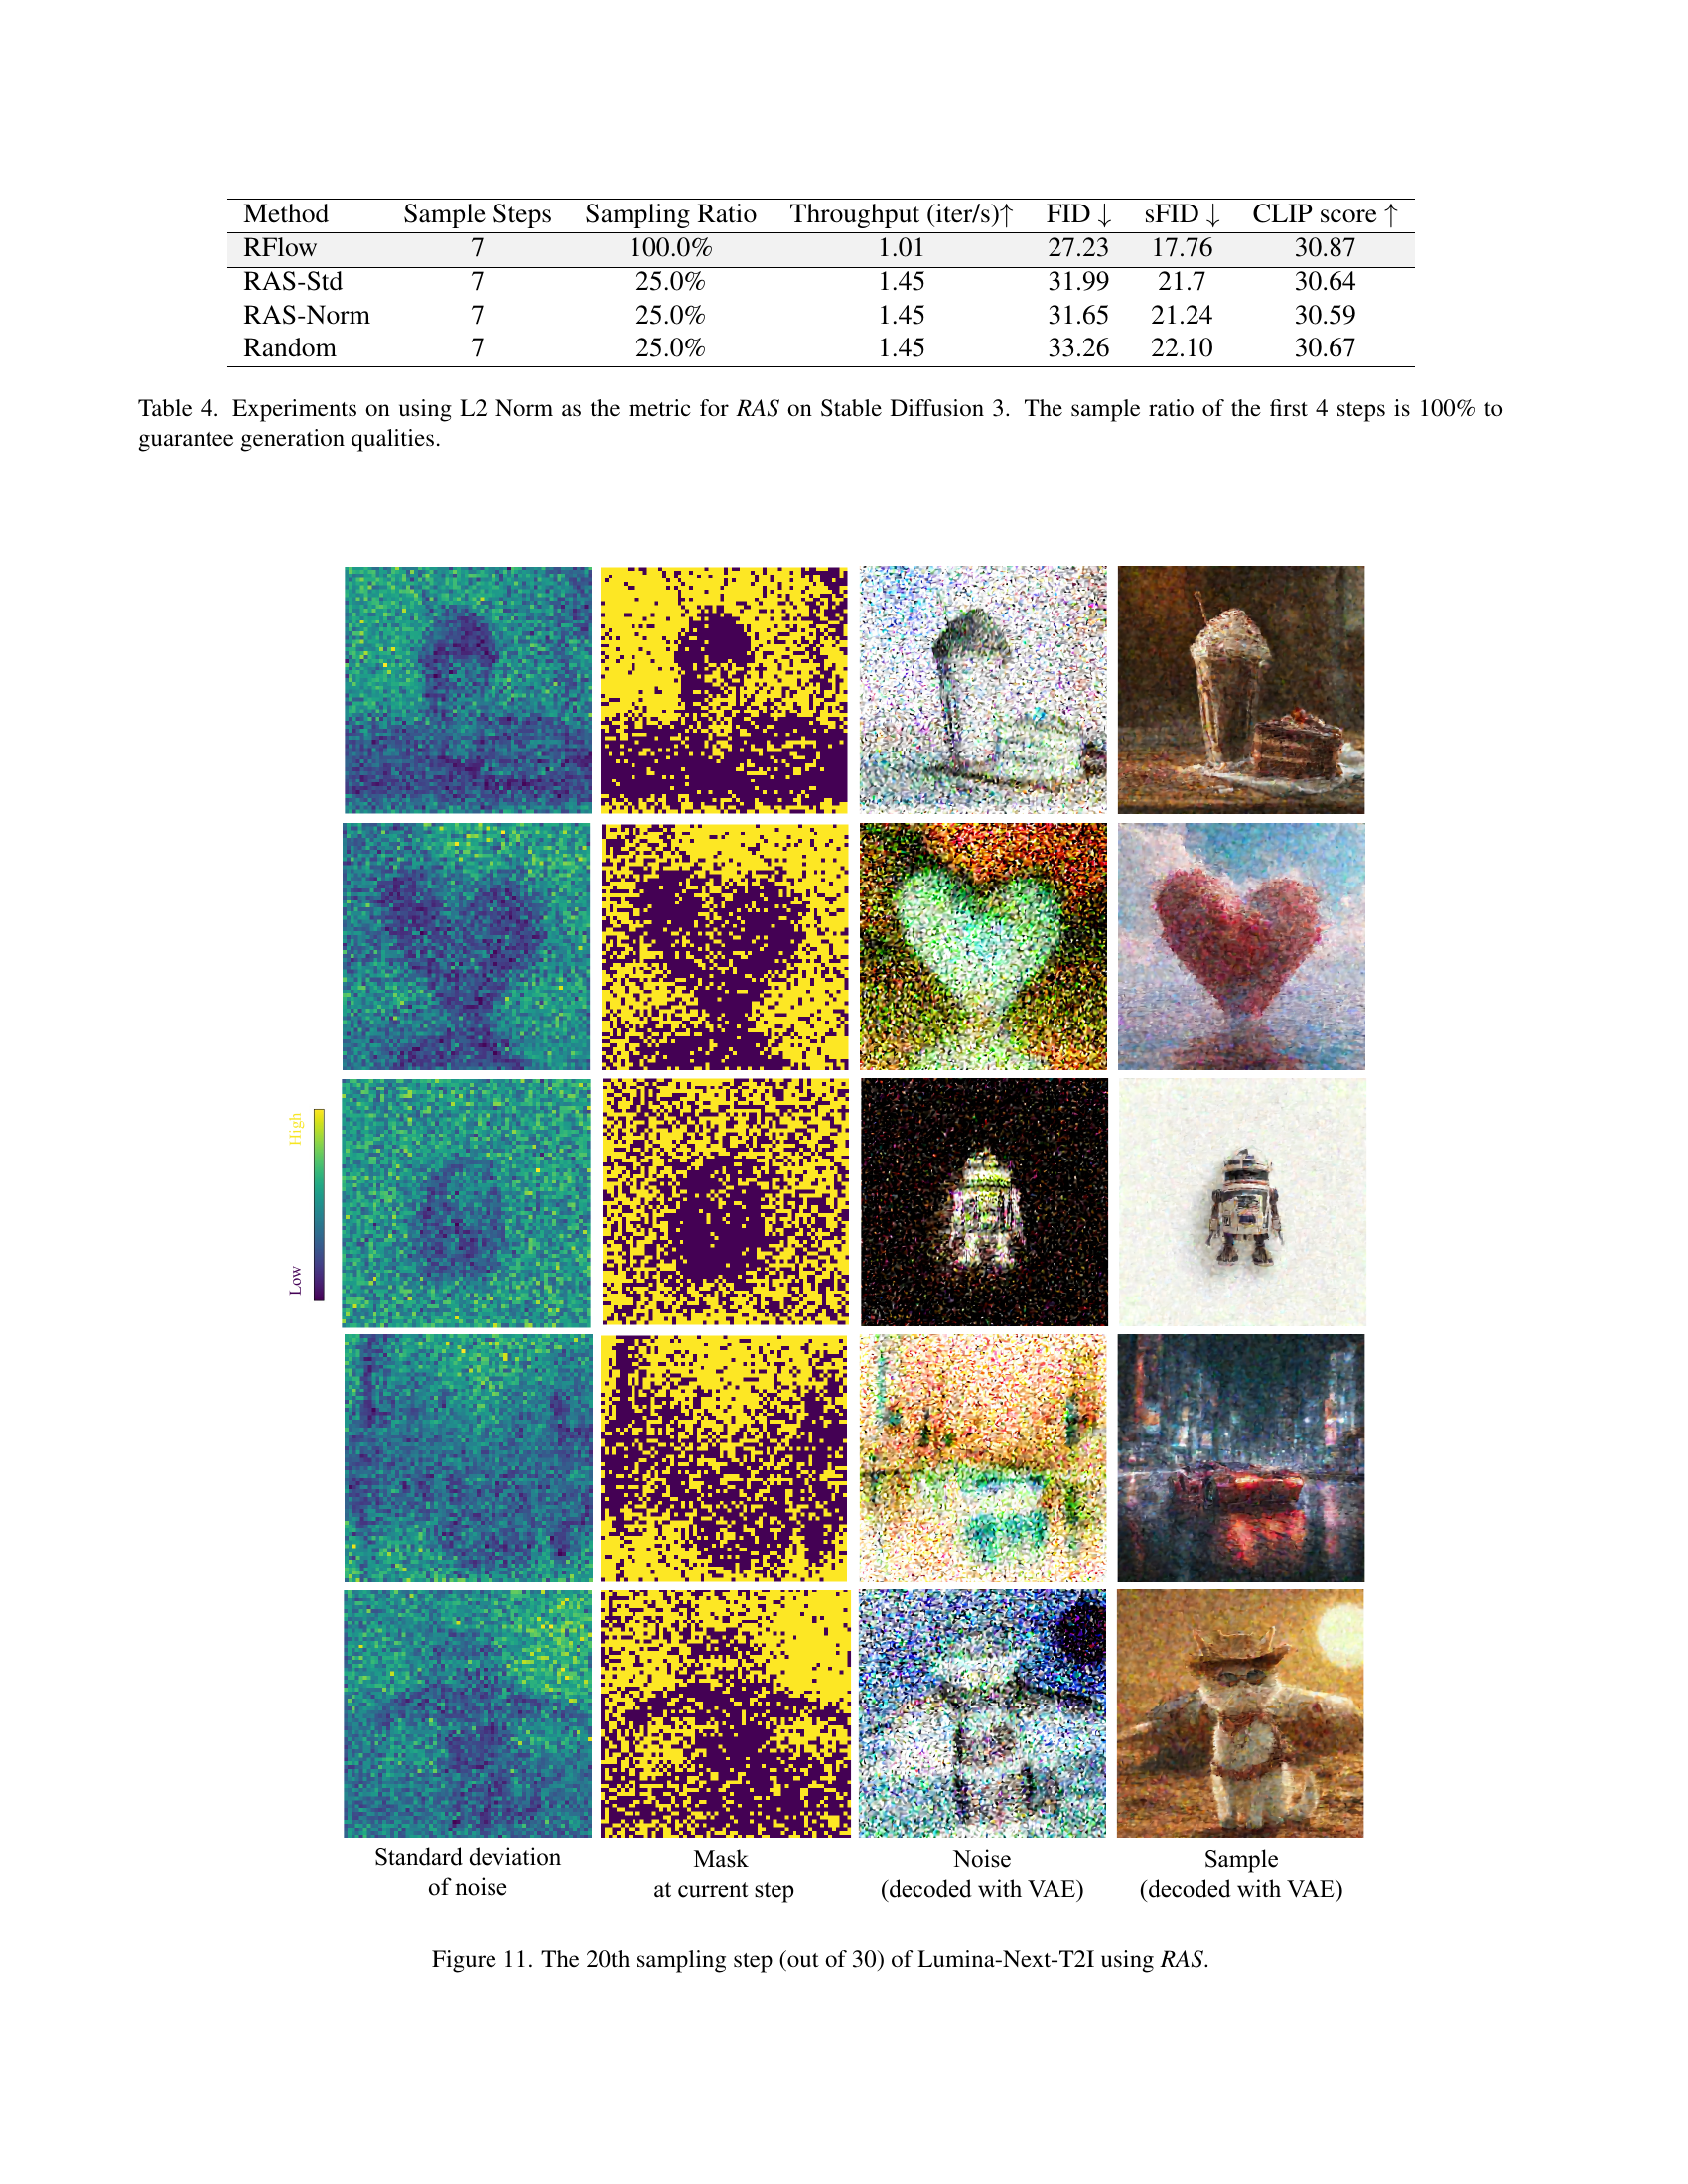 Method Sample Steps Sampling Ratio Throughput (iter/s)↑ FID ↓ sFID ↓ CLIP score ↑
RFlow 7 100.0% 1.01 27.23 17.76 30.87
RAS-Std 7 25.0% 1.45 31.99 21.7 30.64
RAS-Norm 7 25.0% 1.45 31.65 21.24 30.59
Random 7 25.0% 1.45 33.26 22.10 30.67
Table 4. Experiments on using L2 Norm as the metric for RAS on Stable Diffusion 3. The sample ratio of the first 4 steps is 100% to
guarantee generation qualities.
High
Low
Standard deviation
of noise
Mask
at current step
Noise
(decoded with VAE)
Sample
(decoded with VAE)
Figure 11. The 20th sampling step (out of 30) of Lumina-Next-T2I using RAS.